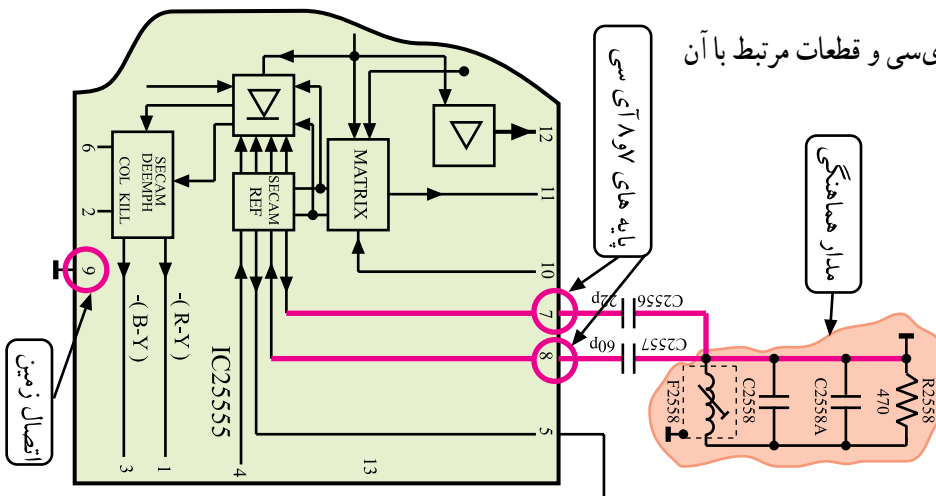 ی‌سی و قطعات مرتبط با آن
پایه های ۷و۸ آی سی
مدار هماهنگی
اتصال زمین
12
11
10
7
8
5
13
4
1
3
9
2
6
MATRIX
SECAM
REF
SECAM
DEEMPH
COL KILL
-( R-Y )
-( B-Y )
IC25555
C2556
22p
C2557
60p
F2558
C2558
C2558A
R2558
470